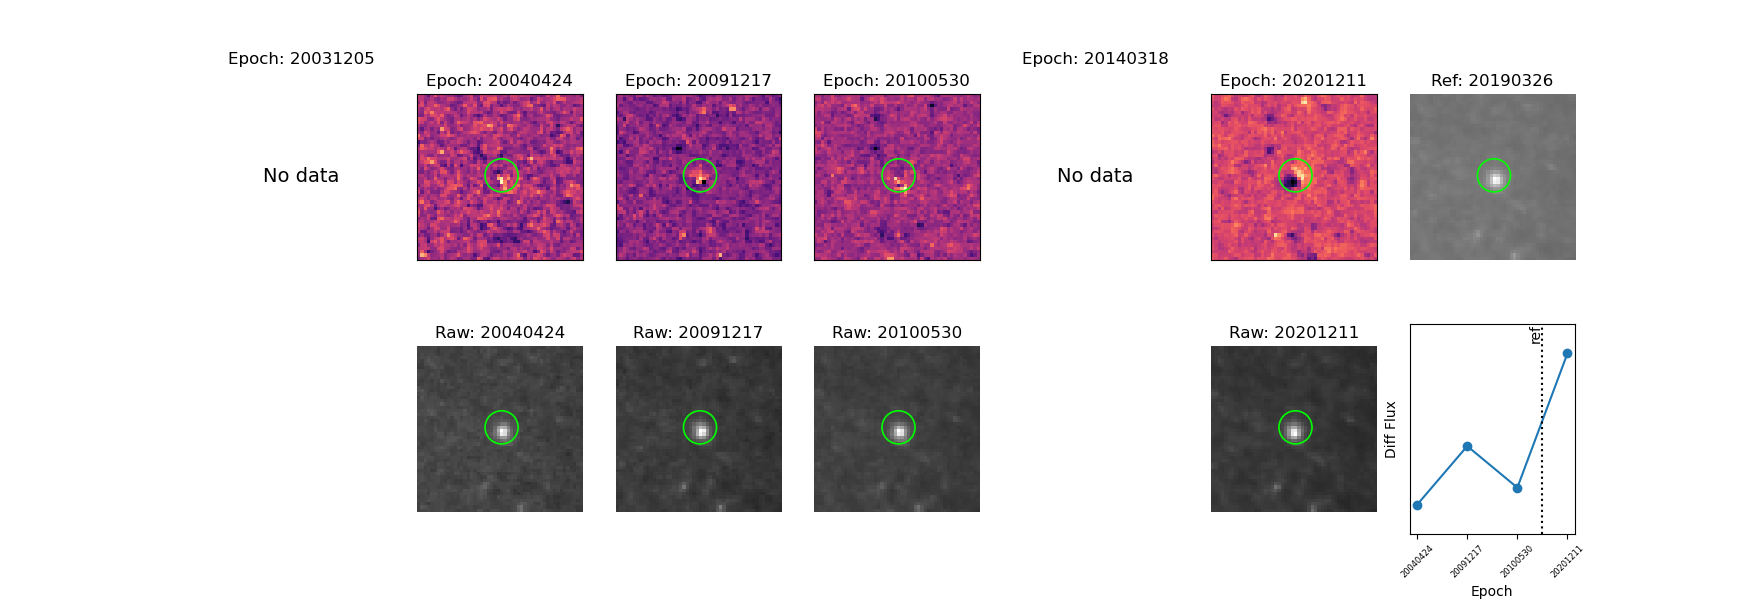 Epoch: 20031205
Epoch: 20140318
Epoch: 20040424
Epoch: 20091217
Epoch: 20100530
Epoch: 20201211
Ref: 20190326
No data
No data
Raw: 20040424
Raw: 20091217
Raw: 20100530
Raw: 20201211
ref
Diff Flux
20040424
20091217
20100530
20201211
Epoch